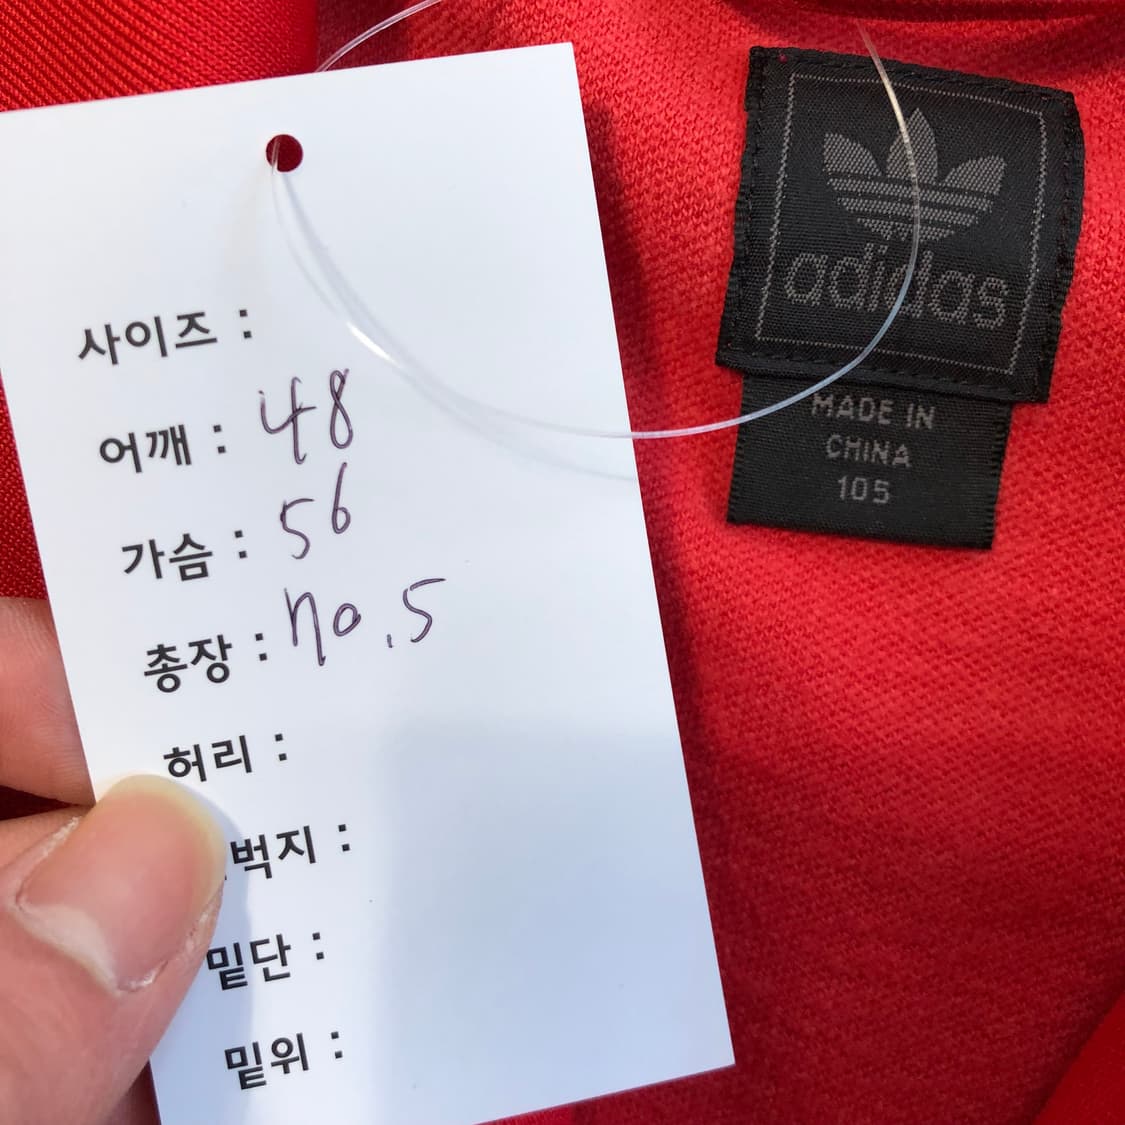 사이즈 :
어깨 : 48
가슴 : 56
총장 : 70.5
허리 :
벅지 :
밑단 :
밑위 :
adidas
MADE IN
CHINA
105